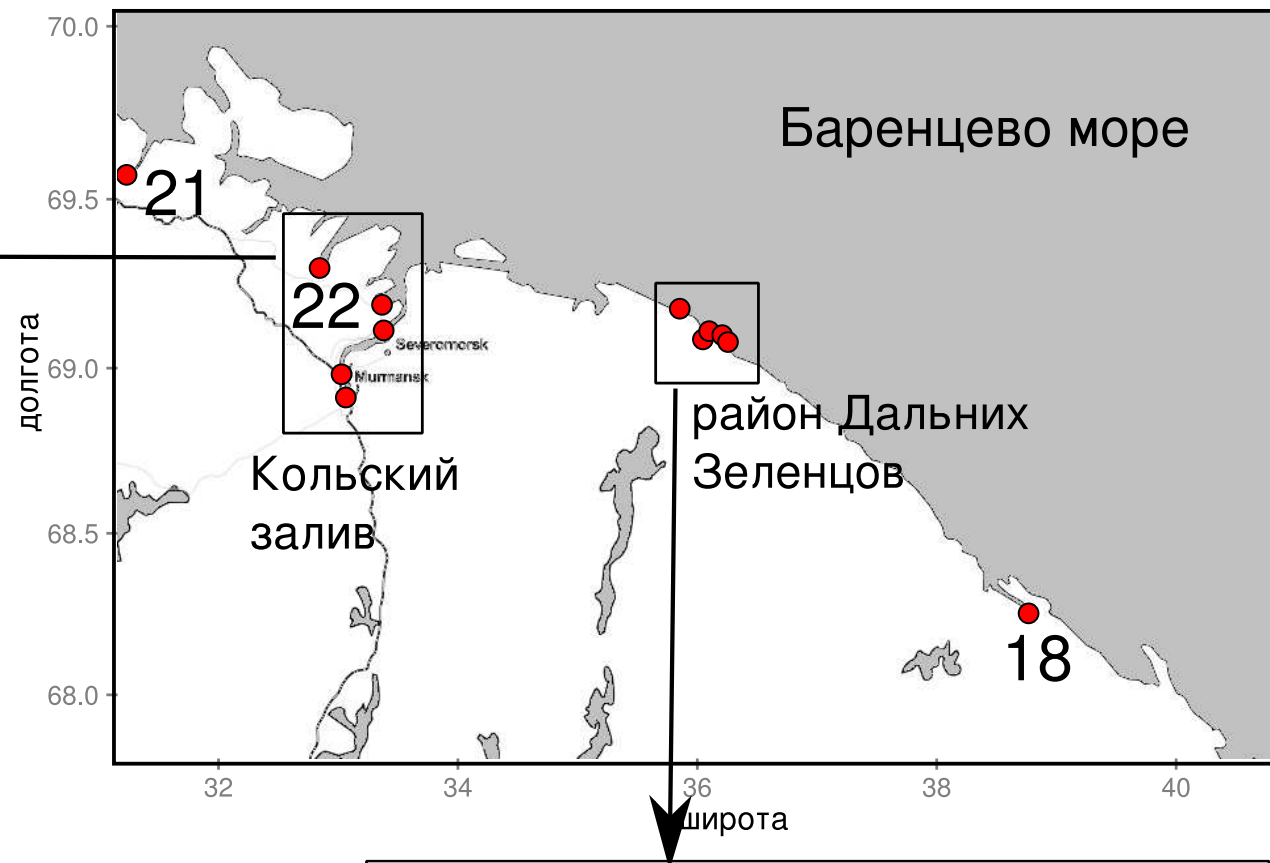 70.0
Баренцево море
69.5
21
22
Severomorsk
долгота
69.0
Murmansk
район Дальних
Зеленцов
Кольский
залив
68.5
18
68.0
32
34
36
38
40
широта